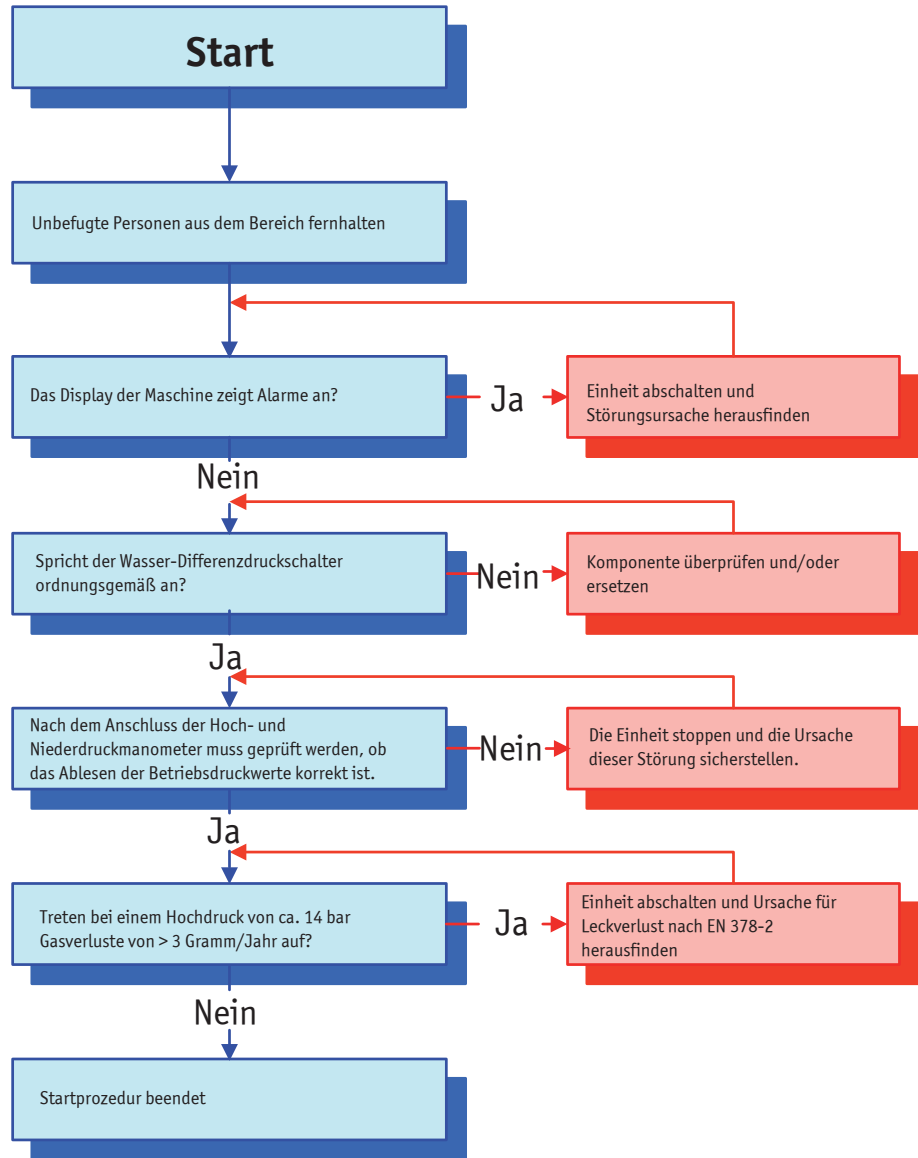 Start
Unbefugte Personen aus dem Bereich fernhalten
Das Display der Maschine zeigt Alarme an?
Ja
Einheit abschalten und
Störungsursache herausfinden
Nein
Spricht der Wasser-Differenzdruckschalter
ordnungsgemäß an?
Nein
Komponente überprüfen und/oder
ersetzen
Ja
Nach dem Anschluss der Hoch- und
Niederdruckmanometer muss geprüft werden, ob
das Ablesen der Betriebsdruckwerte korrekt ist.
Nein
Die Einheit stoppen und die Ursache
dieser Störung sicherstellen.
Ja
Treten bei einem Hochdruck von ca. 14 bar
Gasverluste von > 3 Gramm/Jahr auf?
Ja
Einheit abschalten und Ursache für
Leckverlust nach EN 378-2
herausfinden
Nein
Startprozedur beendet